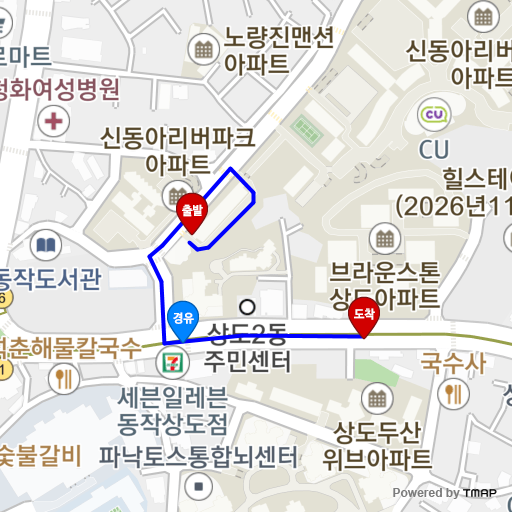 노량진맨션
아파트
신동아리버파크
로마트
정화여성병원
CU
CU
신동아리버파크
아파트
힐스테이
(2026년11
출발
동작도서관
브라운스톤
상도아파트
6
경유
도착
상도2동
주민센터
춘해물칼국수
1
7
국수사
세븐일레븐
동작상도점
숯불갈비
파낙토스통합뇌센터
상도두산
위브아파트
Powered by TMAP